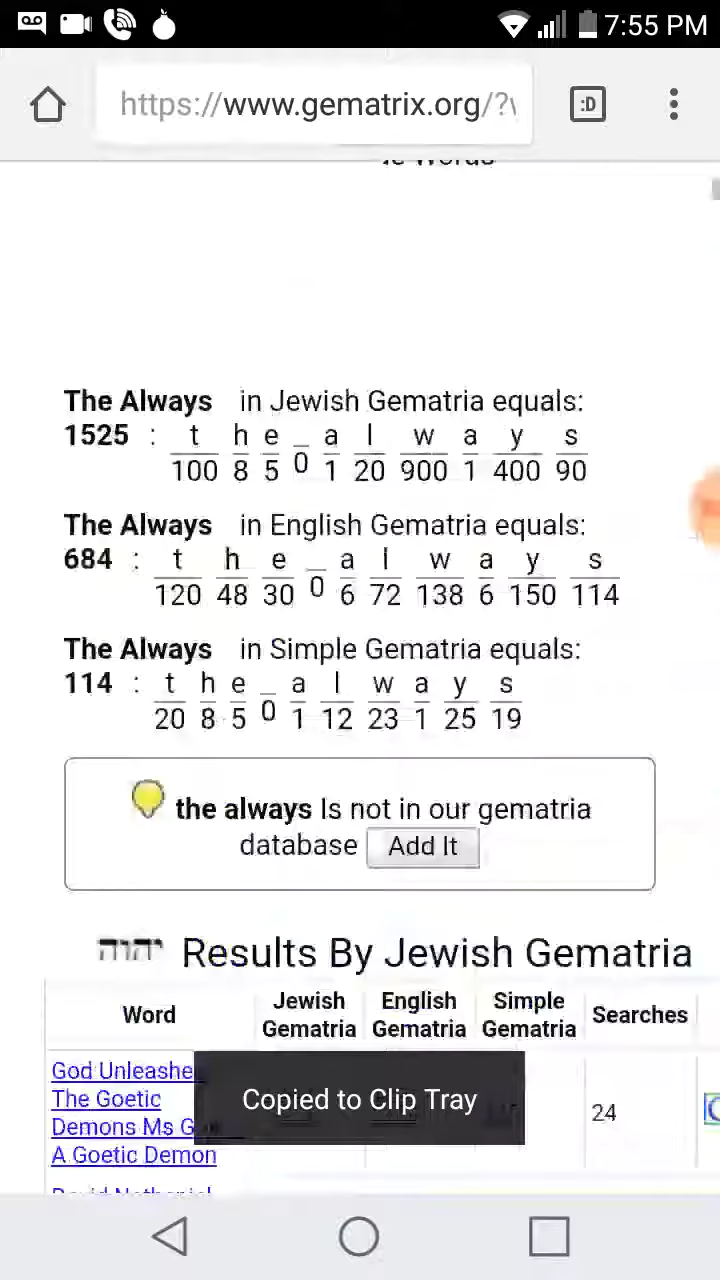 7:55 PM
https://www.gematrix.org/?
:D
The Always in Jewish Gematria equals:
1525 : t h e _ a l w a y s
100 8 5 0 1 20 900 1 400 90
The Always in English Gematria equals:
684 : t h e _ a l w a y s
120 48 30 0 6 72 138 6 150 114
The Always in Simple Gematria equals:
114 : t h e _ a l w a y s
20 8 5 0 1 12 23 1 25 19
the always Is not in our gematria
database Add It
יהוה Results By Jewish Gematria
Word Jewish Gematria English Gematria Simple Gematria Searches
God Unleashe
The Goetic
Demons Ms G
A Goetic Demon
24
Copied to Clip Tray